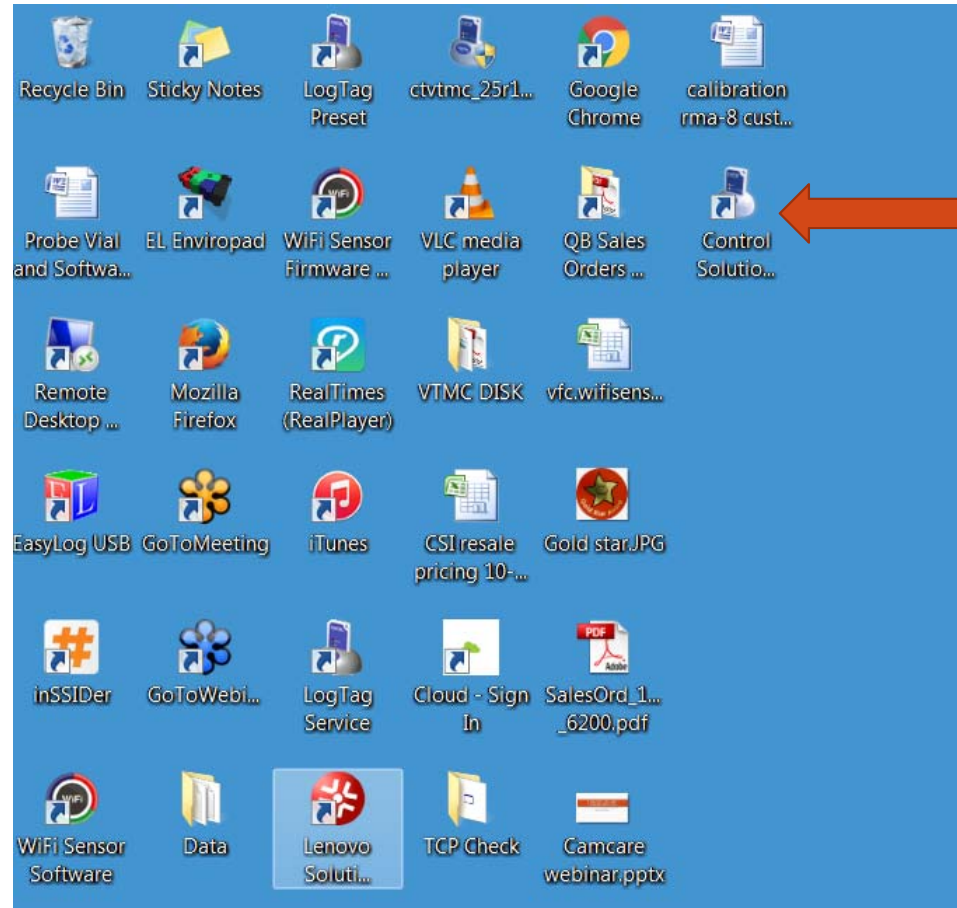 Recycle Bin
Sticky Notes
LogTag
Preset
ctvtmc_25r1...
Google
Chrome
calibration
rma-8 cust...
Probe Vial
and Softwa...
EL Enviropad
WiFi
WiFi Sensor
Firmware ...
VLC media
player
QB Sales
Orders ...
Control
Solutio...
Remote
Desktop ...
Mozilla
Firefox
RealTimes
(RealPlayer)
VTMC DISK
vfc.wifisens...
EL
EasyLog USB
GoToMeeting
iTunes
CSI resale
pricing 10-...
Gold star.JPG
inSSIDer
GoToWebi...
LogTag
Service
Cloud - Sign
In
PDF
Adobe
SalesOrd_1...
_6200.pdf
WiFi
WiFi Sensor
Software
Data
Lenovo
Soluti...
TCP Check
Camcare
webinar.pptx